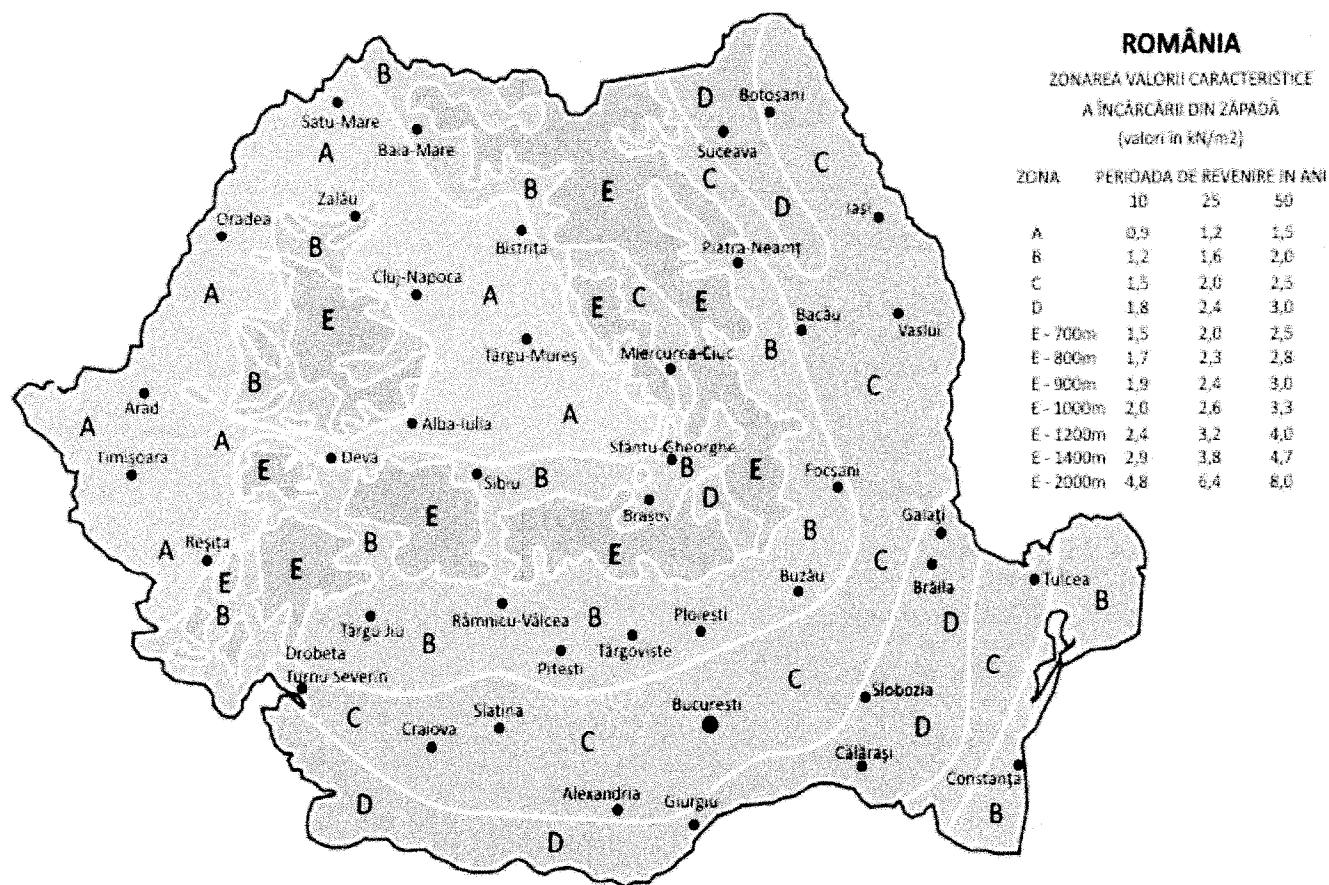 ROMÂNIA
ZONAREA VALORII CARACTERISTICE
A ÎNCĂRCĂRII DIN ZĂPADĂ
(valori în kN/m2)
ZONA PERIOADA DE REVENIRE IN ANI
10 25 50
A 0,9 1,2 1,5
B 1,2 1,6 2,0
C 1,5 2,0 2,5
D 1,8 2,4 3,0
E - 700m 1,5 2,0 2,5
E - 800m 1,7 2,3 2,8
E - 900m 1,9 2,4 3,0
E - 1000m 2,0 2,6 3,3
E - 1200m 2,4 3,2 4,0
E - 1400m 2,9 3,8 4,7
E - 2000m 4,8 6,4 8,0
B
D
Botoșani
Satu-Mare
Baia-Mare
Suceava
A
C
C
B
E
Zalău
D
Iași
Oradea
B
Bistrița
Piatra-Neamț
Cluj-Napoca
A
A
E
C
E
E
Bacău
Vaslui
Târgu-Mureș
Miercurea-Ciuc
B
B
C
Arad
A
A
A
Alba-Iulia
Timișoara
E
Deva
Sibiu
B
Sfântu-Gheorghe
B
D
E
Focșani
Brașov
E
Galați
A
Reșița
B
E
B
C
E
E
Buzău
Brăila
Tulcea
B
B
Târgu-Jiu
B
Râmnicu-Vâlcea
B
Ploiești
D
Drobeta
Turnu Severin
Pitești
Târgoviște
C
C
Slobozia
C
Slatina
București
D
Craiova
C
Călărași
Constanța
D
Alexandria
Giurgiu
B
D